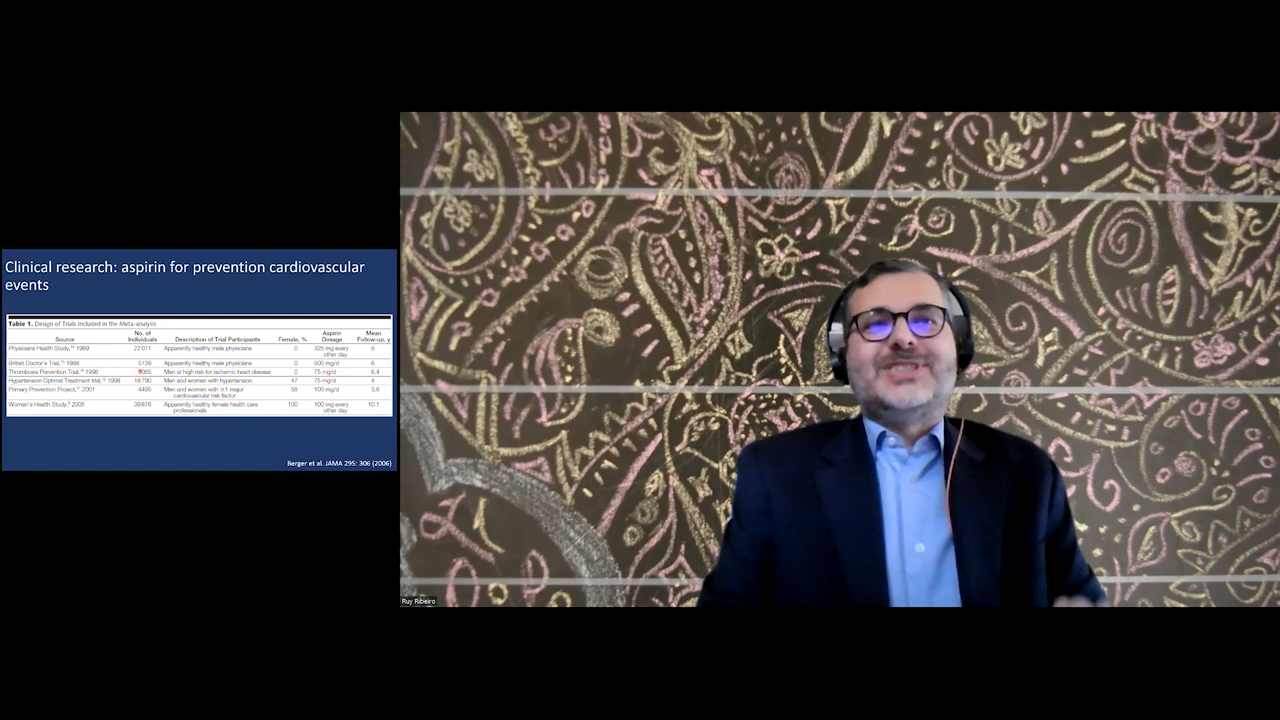 Clinical research: aspirin for prevention cardiovascular
events
Table 1. Design of Trials Included in the Meta-analysis
Source No. of Individuals Description of Trial Participants Female, % Aspirin Dosage Mean Follow-up, y
Physicians Health Study, 1989 22 071 Apparently healthy male physicians 0 325 mg every other day 5
British Doctor's Trial, 1988 5139 Apparently healthy male physicians 0 500 mg/d 6
Thrombosis Prevention Trial, 1998 085 Men at high risk for ischemic heart disease 0 75 mg/d 6.4
Hypertension Optimal Treatment trial, 1998 18 790 Men and women with hypertension 47 75 mg/d 4
Primary Prevention Project, 2001 4495 Men and women with ≥1 major cardiovascular risk factor 58 100 mg/d 3.6
Women's Health Study, 2005 39 876 Apparently healthy female health care professionals 100 100 mg every other day 10.1
Berger et al. JAMA 295: 306 (2006)
Ruy Ribeiro